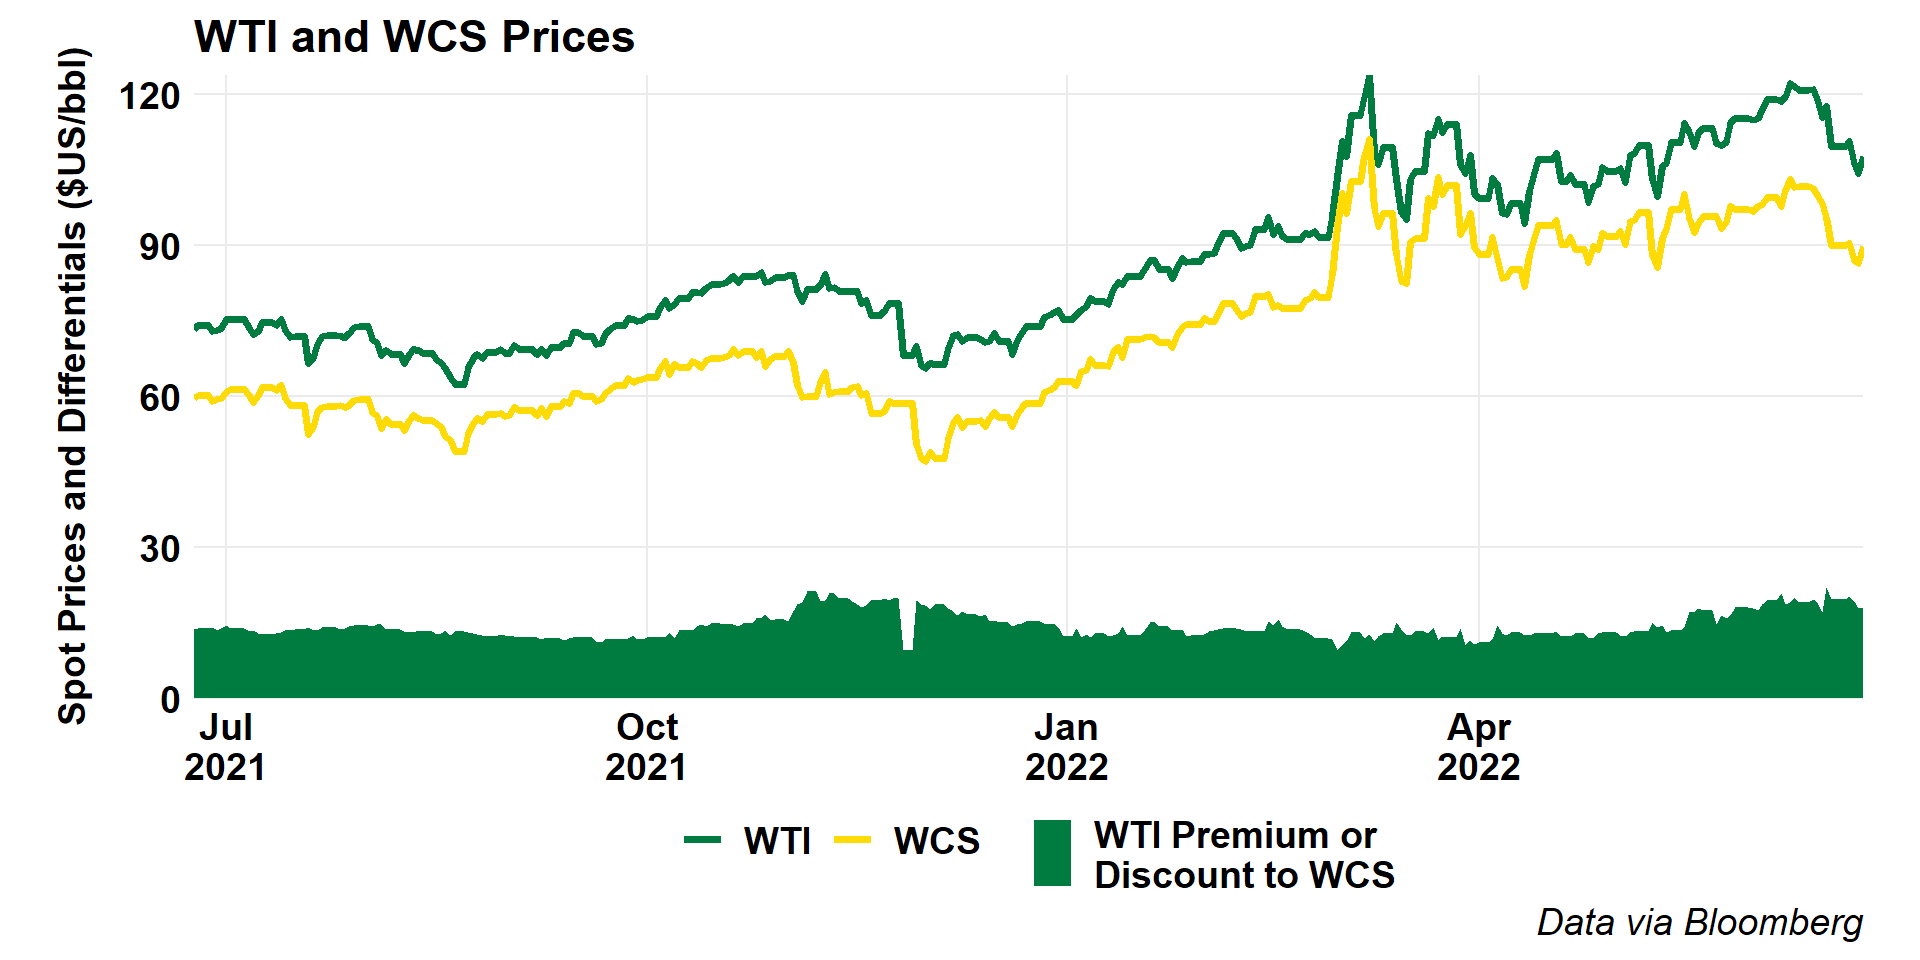 WTI and WCS Prices
Spot Prices and Differentials ($US/bbl)
120
90
60
30
0
Jul
2021
Oct
2021
Jan
2022
Apr
2022
WTI
WCS
WTI Premium or
Discount to WCS
Data via Bloomberg